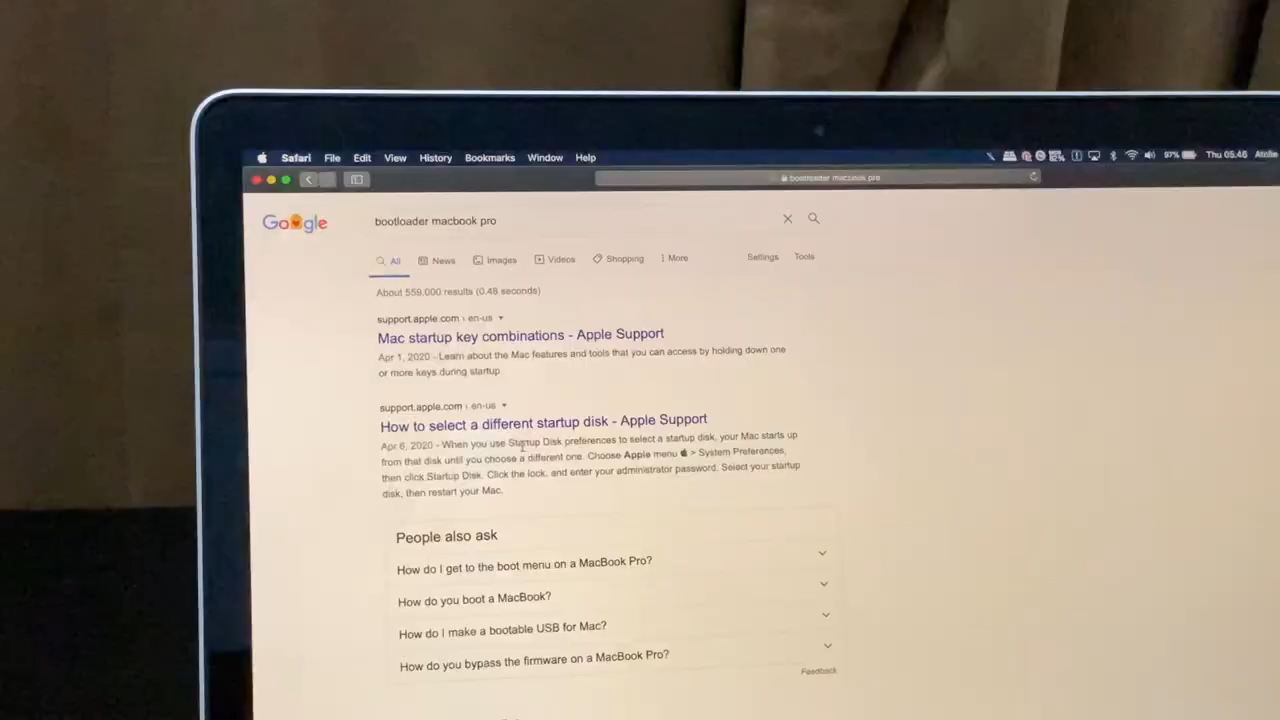 Safari File Edit View History Bookmarks Window Help
97% Thu 05.46
bootloader macbook pro
Google
bootloader macbook pro
All News Images Videos Shopping More Settings Tools
About 559,000 results (0.48 seconds)
support.apple.com › en-us
Mac startup key combinations - Apple Support
Apr 1, 2020 - Learn about the Mac features and tools that you can access by holding down one
or more keys during startup
support.apple.com › en-us
How to select a different startup disk - Apple Support
Apr 6, 2020 - When you use Startup Disk preferences to select a startup disk, your Mac starts up
from that disk until you choose a different one. Choose Apple menu > System Preferences,
then click Startup Disk. Click the lock, and enter your administrator password. Select your startup
disk, then restart your Mac.
People also ask
How do I get to the boot menu on a MacBook Pro?
How do you boot a MacBook?
How do I make a bootable USB for Mac?
How do you bypass the firmware on a MacBook Pro?
Feedback